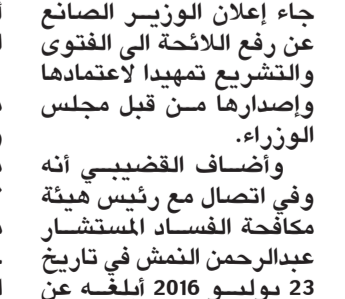 جاء إعلان الوزير الصانع
عن رفع اللائحة الى الفتوى
والتشريع تمهيدا لاعتمادها
وإصدارها من قبل مجلس
الوزراء.
وأضاف القضيبي أنه
وفي اتصال مع رئيس هيئة
مكافحة الفساد المستشار
عبدالرحمن النمش في تاريخ
23 يوليو 2016 أبلغه عن